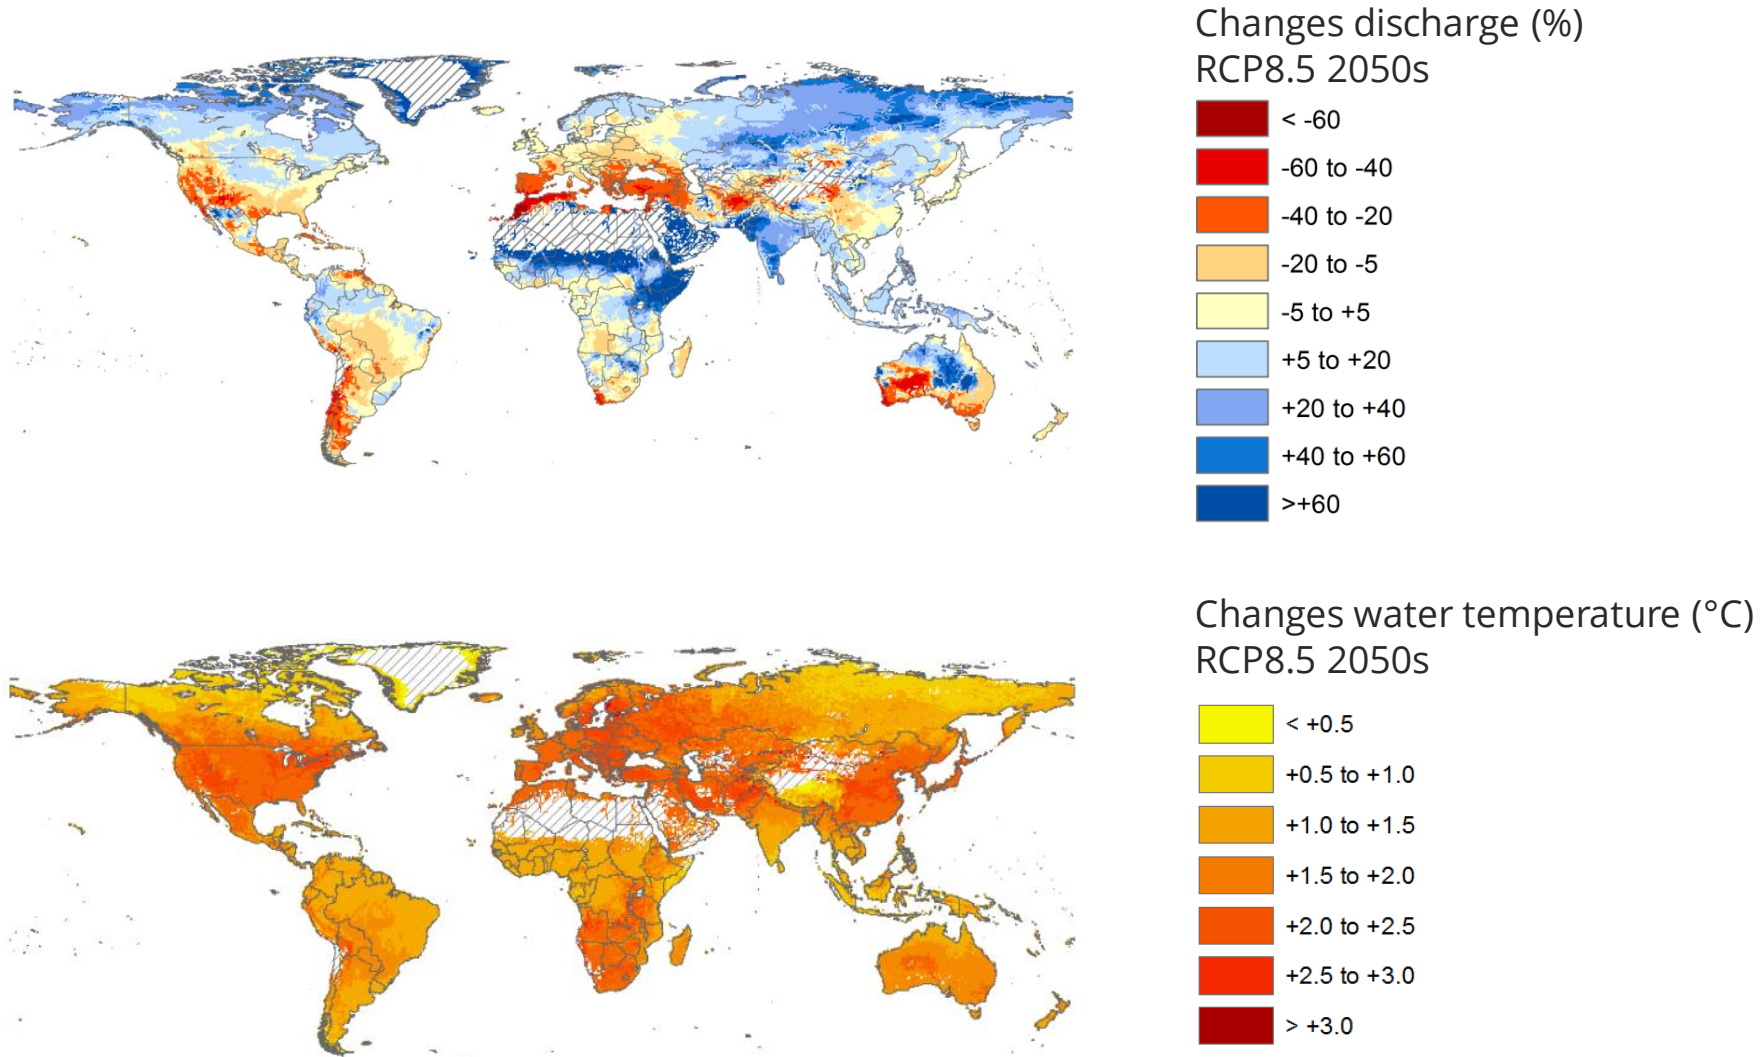 Changes discharge (%)
RCP8.5 2050s
< -60
-60 to -40
-40 to -20
-20 to -5
-5 to +5
+5 to +20
+20 to +40
+40 to +60
>+60
Changes water temperature (°C)
RCP8.5 2050s
< +0.5
+0.5 to +1.0
+1.0 to +1.5
+1.5 to +2.0
+2.0 to +2.5
+2.5 to +3.0
> +3.0